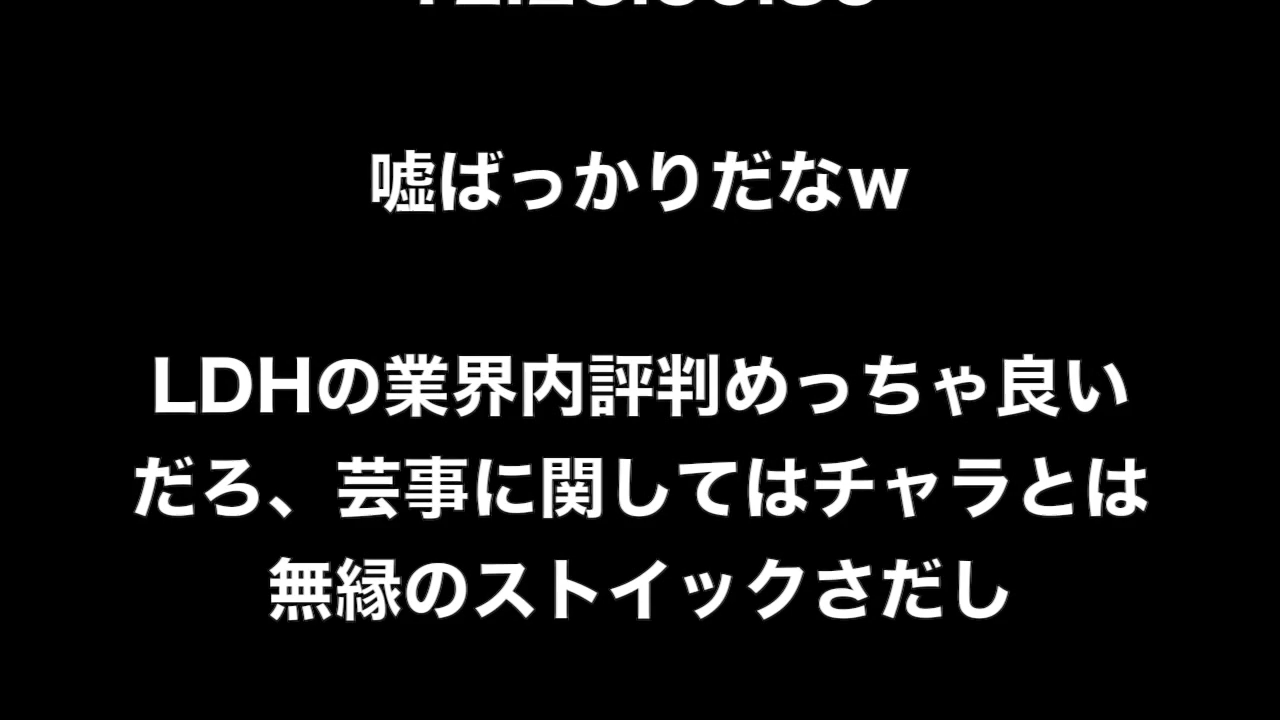 嘘ばっかりだなw
LDHの業界内評判めっちゃ良い
だろ、芸事に関してはチャラとは
無縁のストイックさだし